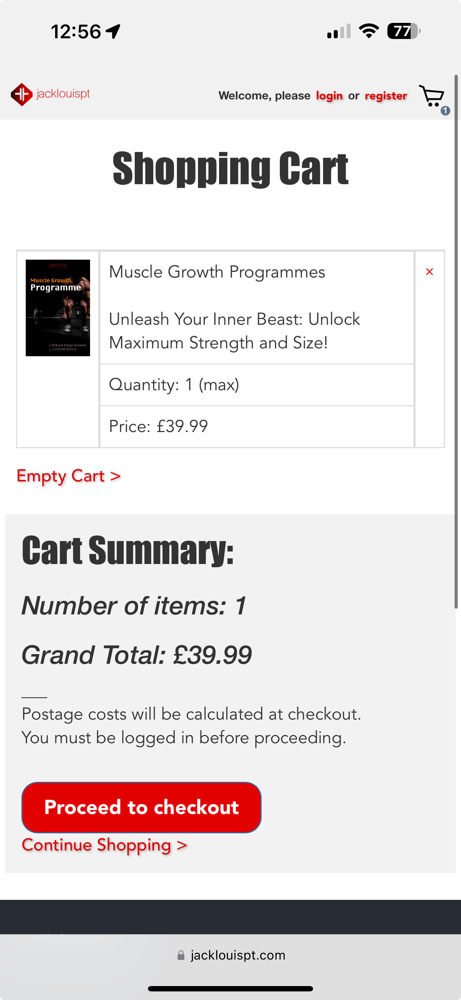 12:56
77
jacklouispt
Welcome, please login or register
1
Shopping Cart
jacklouispt
Muscle Growth
Programme
✓ 3, 5 and 7 days included
✓ LIFETIME ACCESS
Muscle Growth Programmes
×
Unleash Your Inner Beast: Unlock
Maximum Strength and Size!
Quantity: 1 (max)
Price: £39.99
Empty Cart >
Cart Summary:
Number of items: 1
Grand Total: £39.99
Postage costs will be calculated at checkout.
You must be logged in before proceeding.
Proceed to checkout
Continue Shopping >
jacklouispt.com